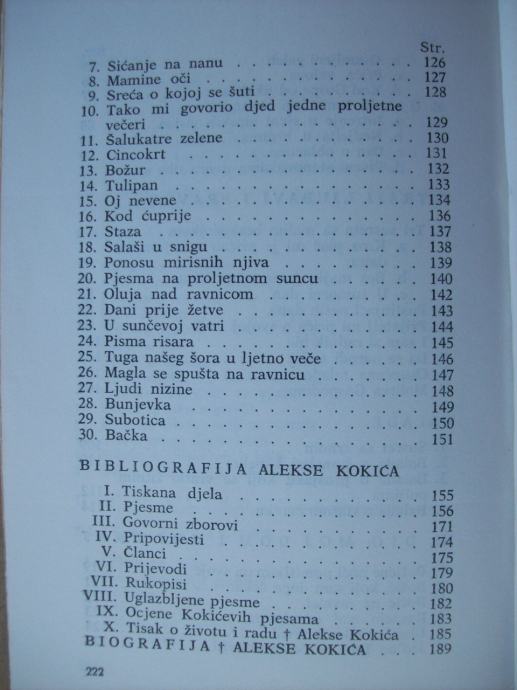 Str.
7. Sićanje na nanu . . . . . . . . . . . . 126
8. Mamine oči . . . . . . . . . . . . . . 127
9. Sreća o kojoj se šuti . . . . . . . . . . . 128
10. Tako mi govorio djed jedne proljetne
večeri . . . . . . . . . . . . . . . . . 129
11. Šalukatre zelene . . . . . . . . . . . . 130
12. Cincokrt . . . . . . . . . . . . . . . 131
13. Božur . . . . . . . . . . . . . . . . 132
14. Tulipan . . . . . . . . . . . . . . . 133
15. Oj nevene . . . . . . . . . . . . . . 134
16. Kod ćuprije . . . . . . . . . . . . . 136
17. Staza . . . . . . . . . . . . . . . . 137
18. Salaši u snigu . . . . . . . . . . . . 138
19. Ponosu mirisnih njiva . . . . . . . . 139
20. Pjesma na proljetnom suncu . . . . . . 140
21. Oluja nad ravnicom . . . . . . . . . . 142
22. Dani prije žetve . . . . . . . . . . . 143
23. U sunčevoj vatri . . . . . . . . . . . 144
24. Pisma risara . . . . . . . . . . . . . 145
25. Tuga našeg šora u ljetno veče . . . . . 146
26. Magla se spušta na ravnicu . . . . . . 147
27. Ljudi nizine . . . . . . . . . . . . . 148
28. Bunjevka . . . . . . . . . . . . . . 149
29. Subotica . . . . . . . . . . . . . . 150
30. Bačka . . . . . . . . . . . . . . . 151
BIBLIOGRAFIJA ALEKSE KOKIĆA
I. Tiskana djela . . . . . . . . . . . 155
II. Pjesme . . . . . . . . . . . . . . 156
III. Govorni zborovi . . . . . . . . . . 171
IV. Pripovijesti . . . . . . . . . . . . 174
V. Članci . . . . . . . . . . . . . . 175
VI. Prijevodi . . . . . . . . . . . . . 179
VII. Rukopisi . . . . . . . . . . . . . 180
VIII. Uglazbljene pjesme . . . . . . . . . 182
IX. Ocjene Kokićevih pjesama . . . . . . 183
X. Tisak o životu i radu † Alekse Kokića . 185
BIOGRAFIJA † ALEKSE KOKIĆA . . . . 189
222